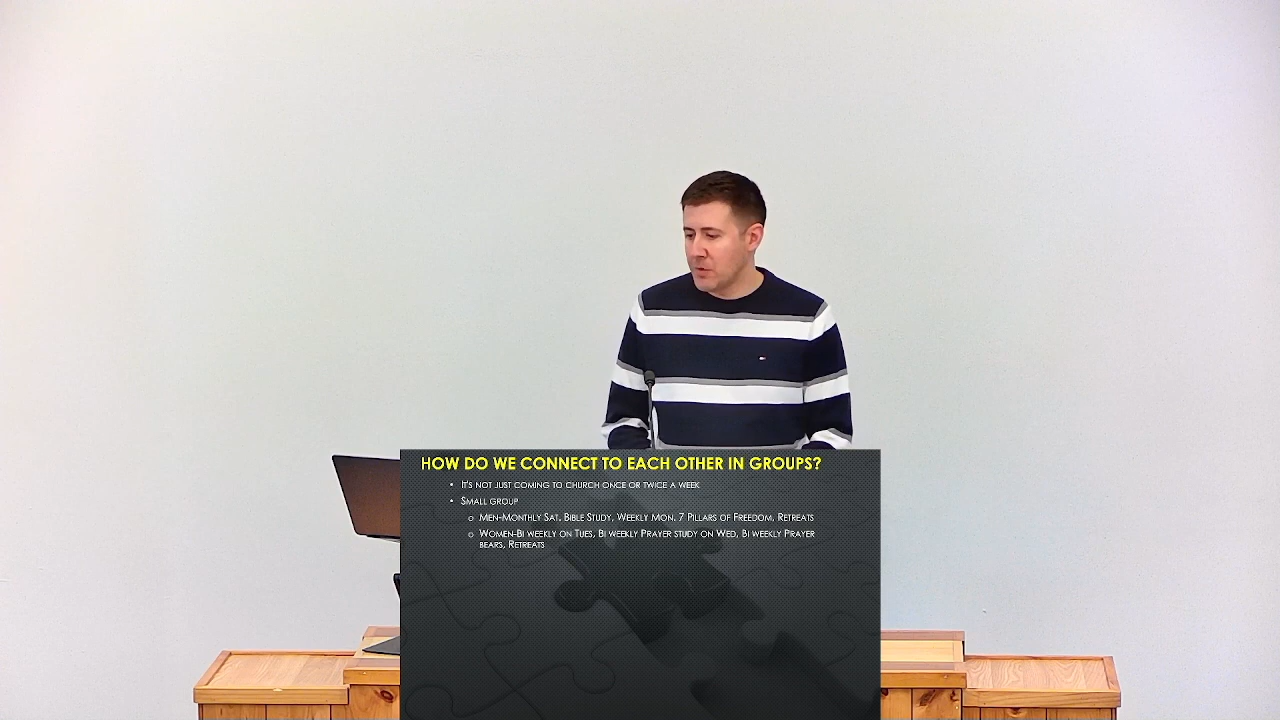 HOW DO WE CONNECT TO EACH OTHER IN GROUPS?
• IT'S NOT JUST COMING TO CHURCH ONCE OR TWICE A WEEK
• SMALL GROUP
o MEN-MONTHLY SAT. BIBLE STUDY, WEEKLY MON. 7 PILLARS OF FREEDOM, RETREATS
o WOMEN-BI WEEKLY ON TUES, BI WEEKLY PRAYER STUDY ON WED, BI WEEKLY PRAYER
BEARS, RETREATS